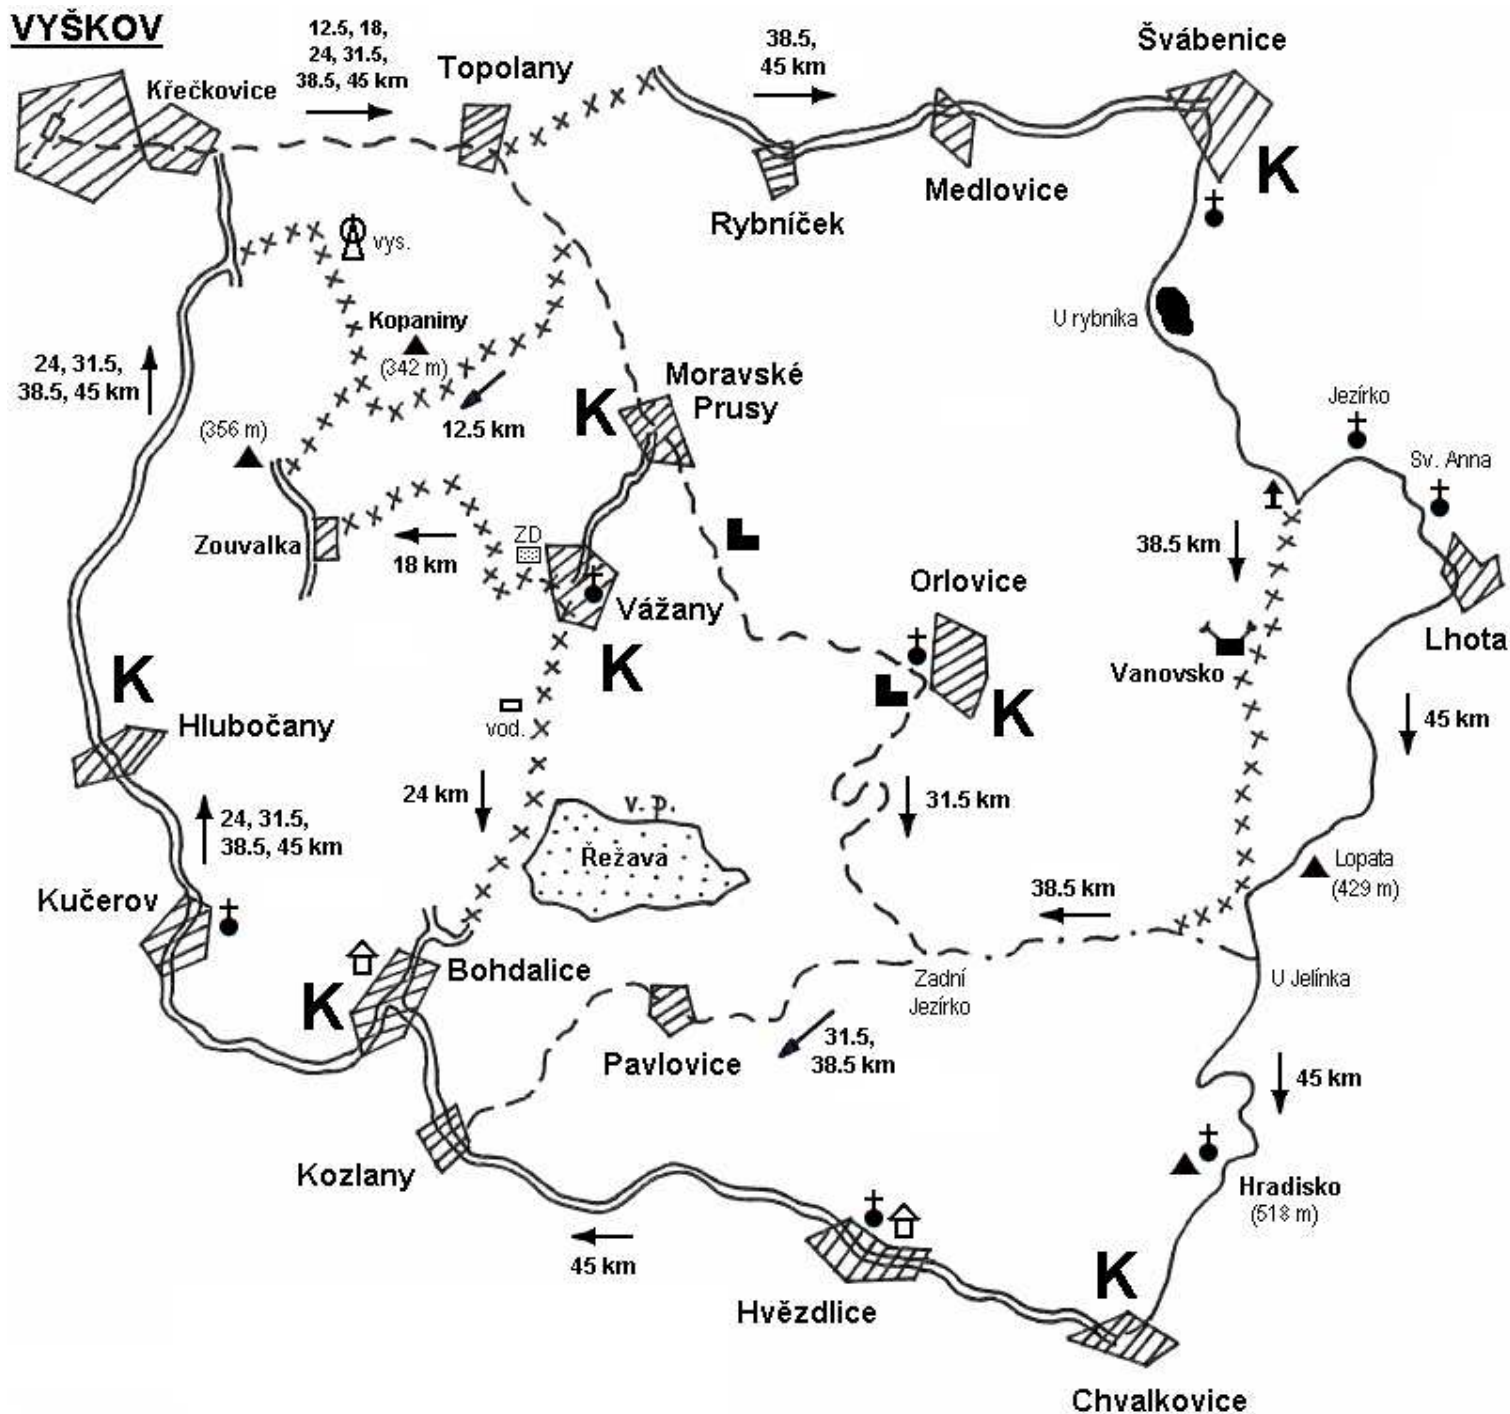 VYŠKOV
12.5, 18,
24, 31.5,
38.5, 45 km
Křečkovice
Topolany
38.5,
45 km
Švábenice
K
Rybníček
Medlovice
vys.
U rybníka
Kopaniny
(342 m)
24, 31.5,
38.5, 45 km
12.5 km
K
Moravské
Prusy
(356 m)
Jezírko
Sv. Anna
Zouvalka
18 km
ZD
Vážany
K
38.5 km
Orlovice
K
Vanovsko
Lhota
K
Hlubočany
vod.
45 km
24 km
31.5 km
v. p.
Řežava
24, 31.5,
38.5, 45 km
Kučerov
Lopata
(429 m)
38.5 km
K
Bohdalice
Zadní
Jezírko
U Jelínka
Pavlovice
31.5,
38.5 km
45 km
Kozlany
Hradisko
(518 m)
45 km
K
Hvězdlice
Chvalkovice